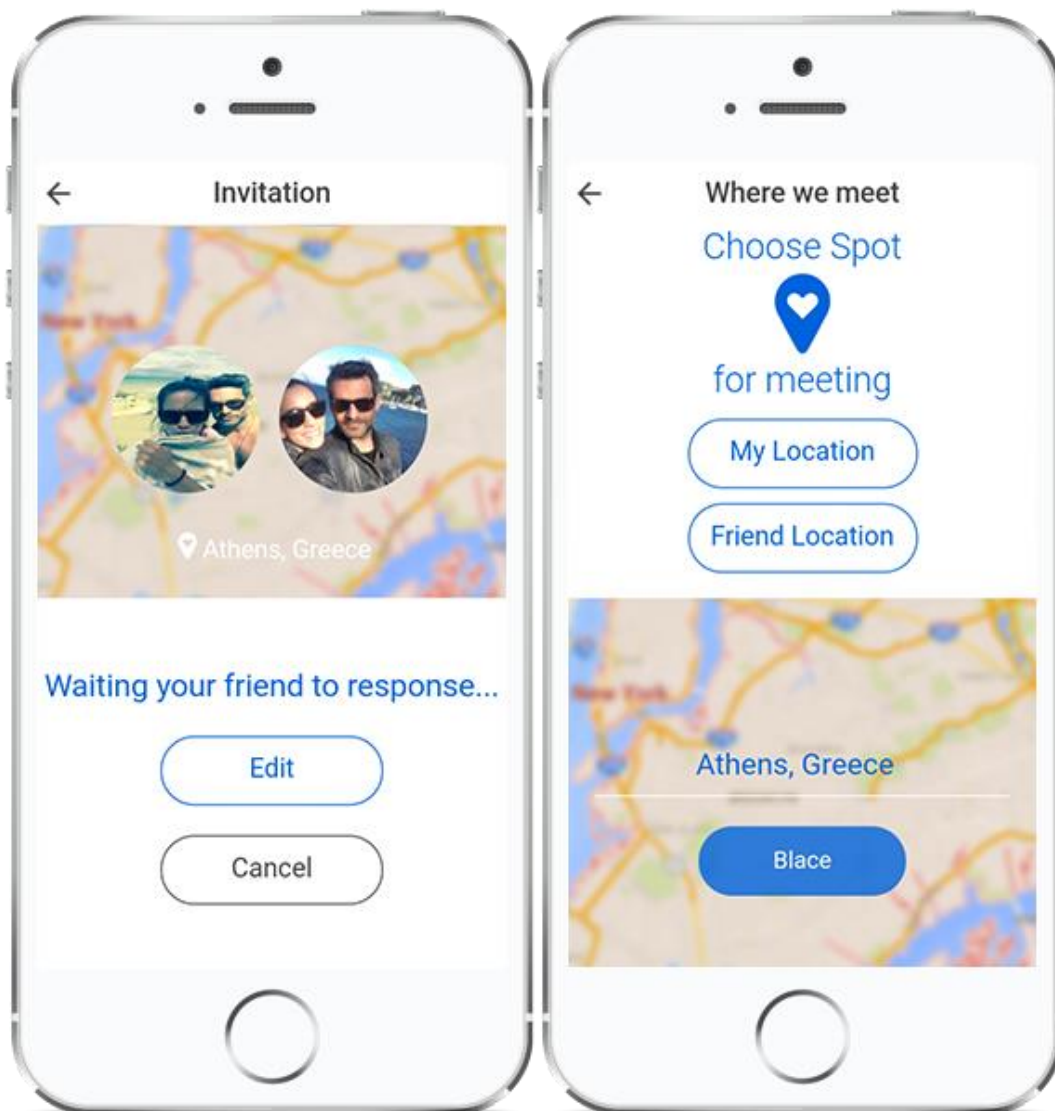 Invitation
New York
Athens, Greece
Waiting your friend to response...
Edit
Cancel
Where we meet
Choose Spot
for meeting
My Location
Friend Location
New York
Athens, Greece
Blace